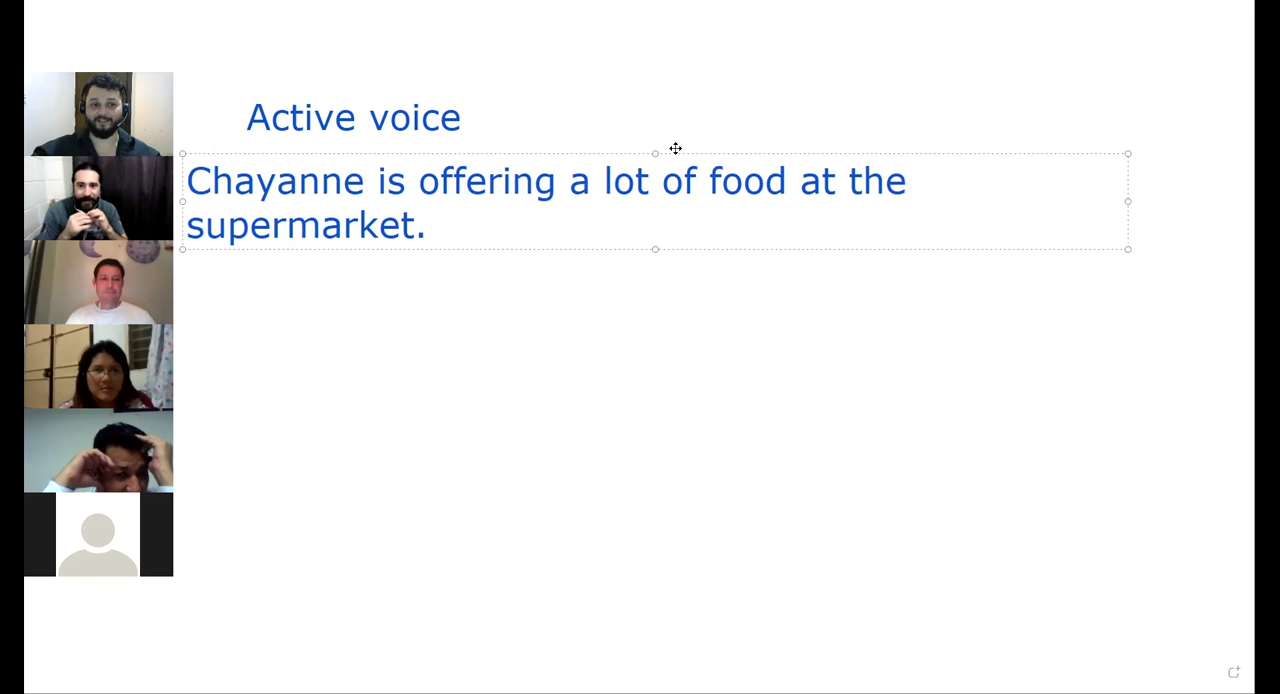 Active voice
Chayanne is offering a lot of food at the
supermarket.